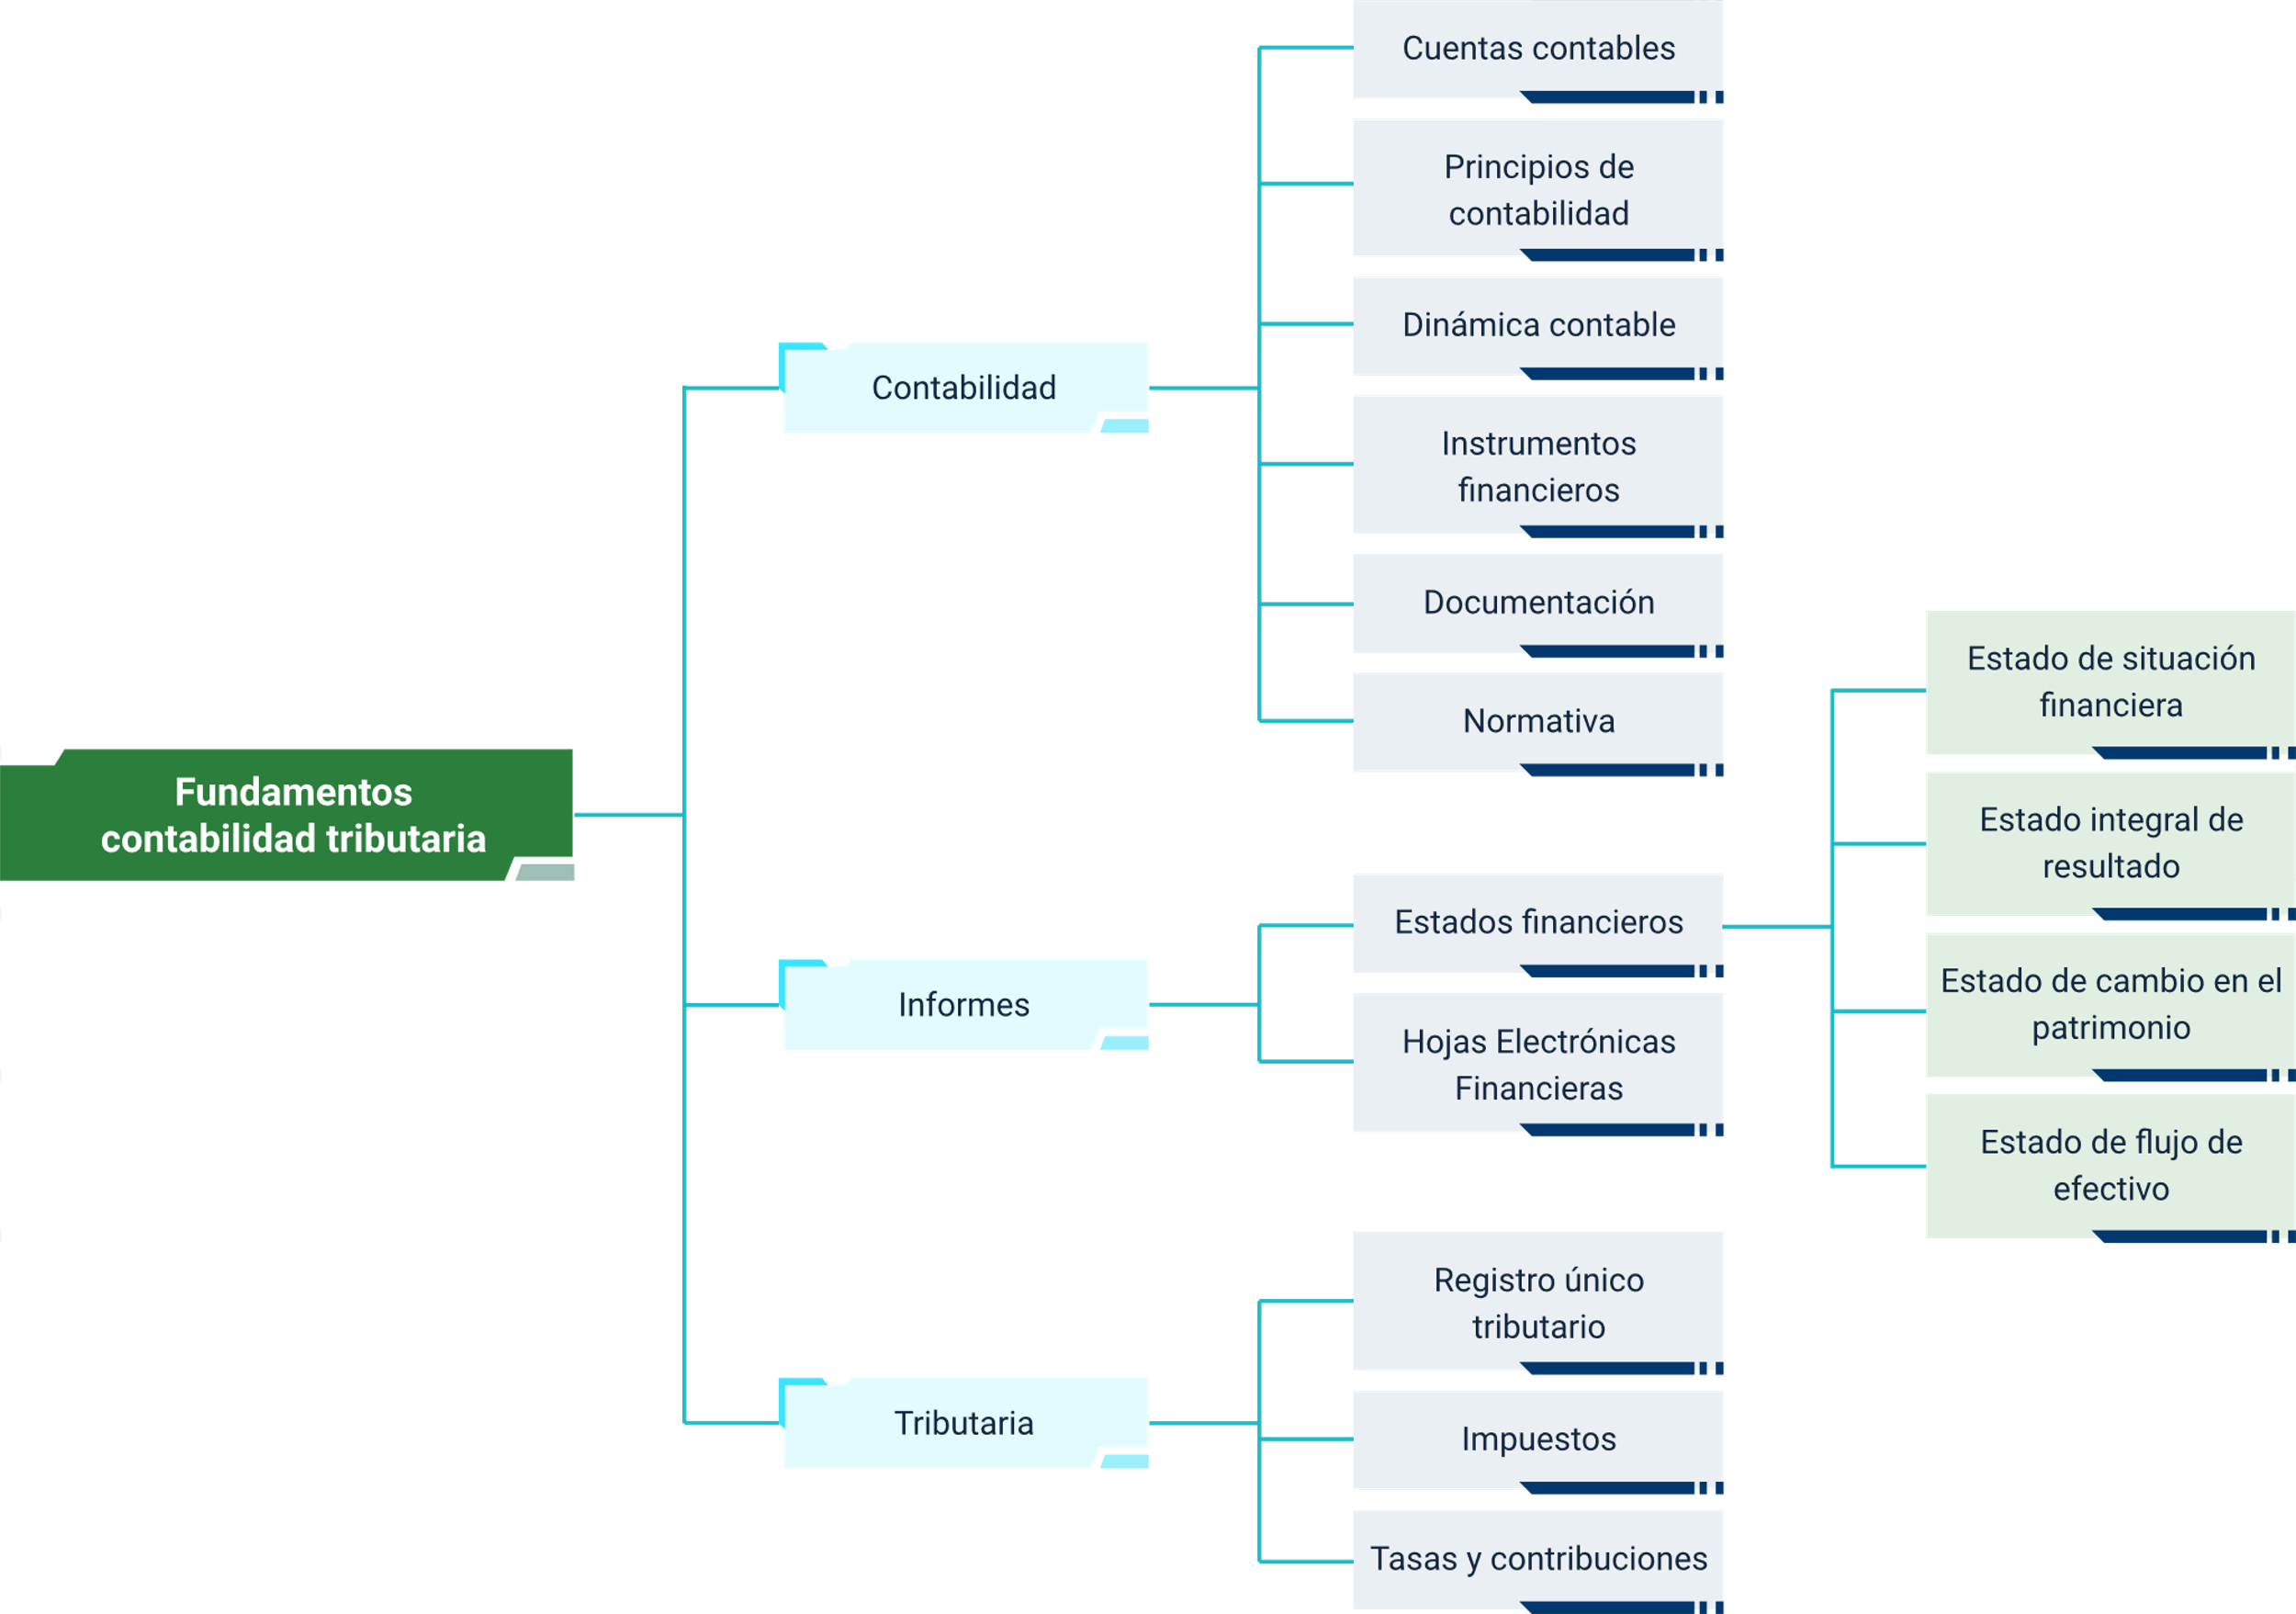 Fundamentos
contabilidad tributaria
Contabilidad
Cuentas contables
Principios de
contabilidad
Dinámica contable
Instrumentos
financieros
Documentación
Normativa
Informes
Estados financieros
Estado de situación
financiera
Estado integral de
resultado
Estado de cambio en el
patrimonio
Estado de flujo de
efectivo
Hojas Electrónicas
Financieras
Tributaria
Registro único
tributario
Impuestos
Tasas y contribuciones